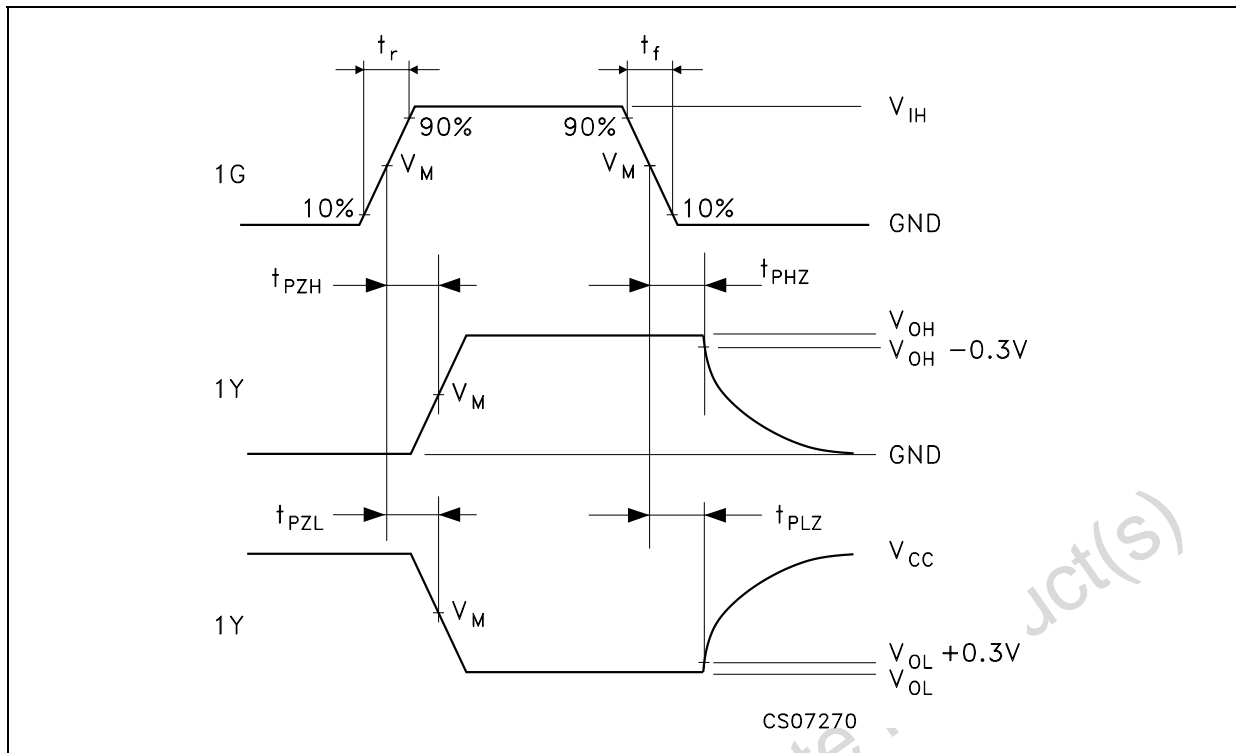 t_r t_f
V_IH
90% 90%
1G V_M V_M
10% 10%
GND
t_PZH t_PHZ
V_OH
V_OH −0.3V
1Y V_M
GND
t_PZL t_PLZ
V_CC
1Y V_M
V_OL +0.3V
V_OL
CS07270